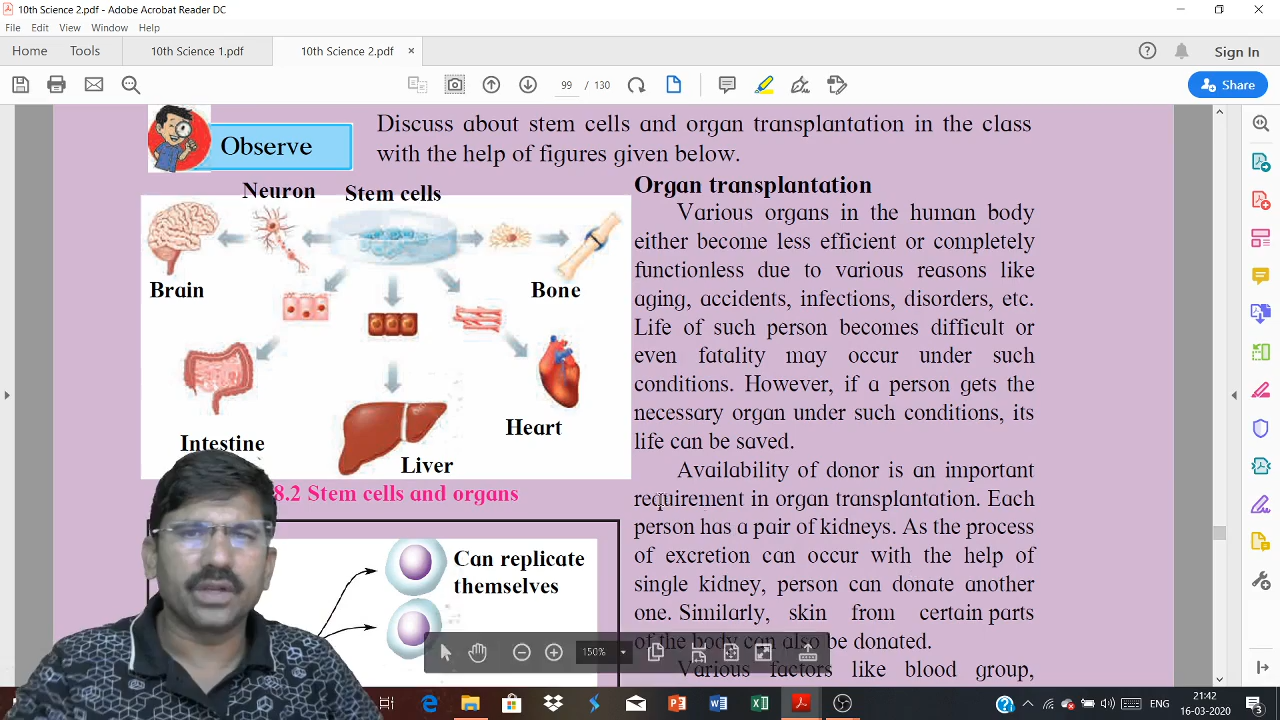 10th Science 2.pdf - Adobe Acrobat Reader DC
File Edit View Window Help
Home Tools 10th Science 1.pdf 10th Science 2.pdf × Sign In
99 / 130 Share
Observe
Discuss about stem cells and organ transplantation in the class
with the help of figures given below.
Neuron Stem cells
Brain
Bone
Intestine
Heart
Liver
8.2 Stem cells and organs
Can replicate
themselves
Organ transplantation
Various organs in the human body
either become less efficient or completely
functionless due to various reasons like
aging, accidents, infections, disorders, etc.
Life of such person becomes difficult or
even fatality may occur under such
conditions. However, if a person gets the
necessary organ under such conditions, its
life can be saved.
Availability of donor is an important
requirement in organ transplantation. Each
person has a pair of kidneys. As the process
of excretion can occur with the help of
single kidney, person can donate another
one. Similarly, skin from certain parts
of the body can also be donated.
Various factors like blood group,
150%
21:42
16-03-2020
3